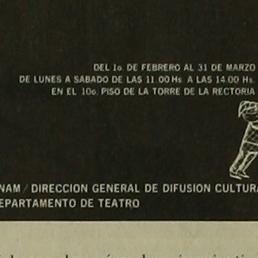 DEL 1o. DE FEBRERO AL 31 DE MARZO
DE LUNES A SABADO DE LAS 11.00 Hs. A LAS 14.00 Hs.
EN EL 10o. PISO DE LA TORRE DE LA RECTORIA
NAM / DIRECCION GENERAL DE DIFUSION CULTURA
EPARTAMENTO DE TEATRO